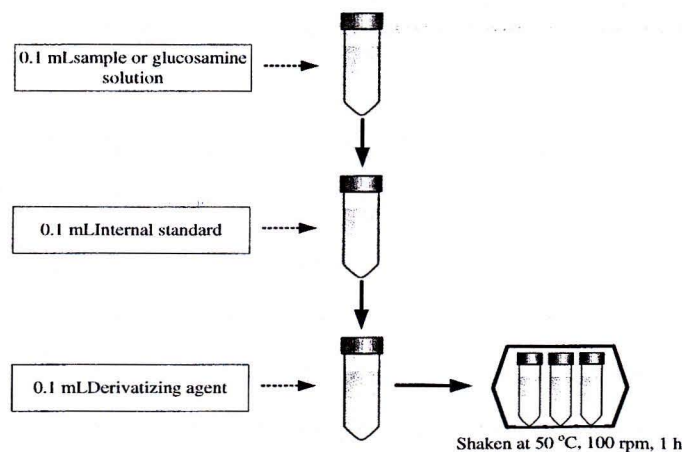 0.1 mLsample or glucosamine
solution
0.1 mLInternal standard
0.1 mLDerivatizing agent
Shaken at 50 °C, 100 rpm, 1 h